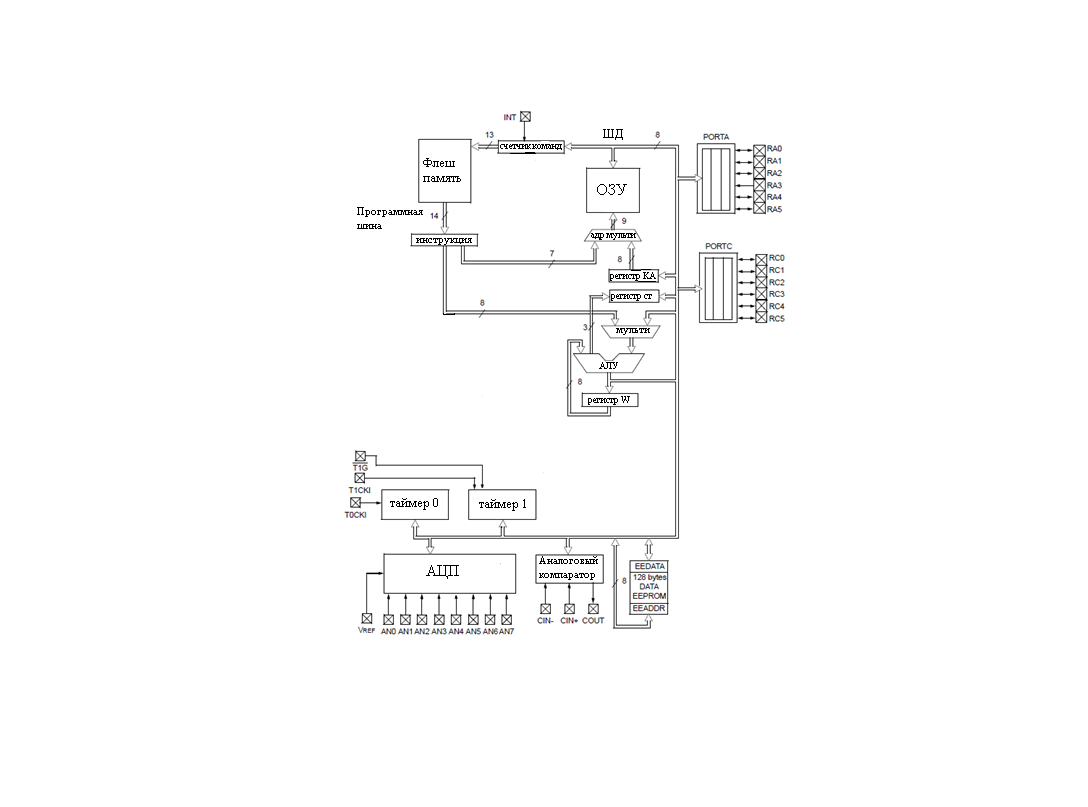 INT
13
счетчик команд
ШД
8
PORTA
RA0
RA1
RA2
RA3
RA4
RA5
Флеш
память
ОЗУ
Программная
шина
14
9
инструкция
адр мульти
7
8
регистр КА
PORTC
RC0
RC1
RC2
RC3
RC4
RC5
регистр ст
8
3
мульти
АЛУ
8
регистр W
T1G
T1CKI
T0CKI
таймер 0
таймер 1
АЦП
Аналоговый
компаратор
8
EEDATA
128 bytes
DATA
EEPROM
EEADDR
VREF
AN0 AN1 AN2 AN3 AN4 AN5 AN6 AN7
CIN- CIN+ COUT